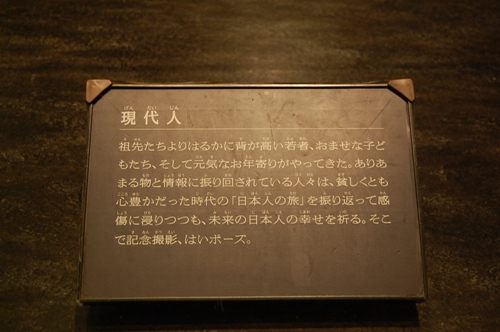 現代人
祖先たちよりはるかに背が高い若者、おませな子ど
もたち、そして元気なお年寄りがやってきた。ありあ
まる物と情報に振り回されている人々は、貧しくとも
心豊かだった時代の「日本人の旅」を振り返って感
傷に浸りつつも、未来の日本人の幸せを祈る。そこ
で記念撮影、はいポーズ。